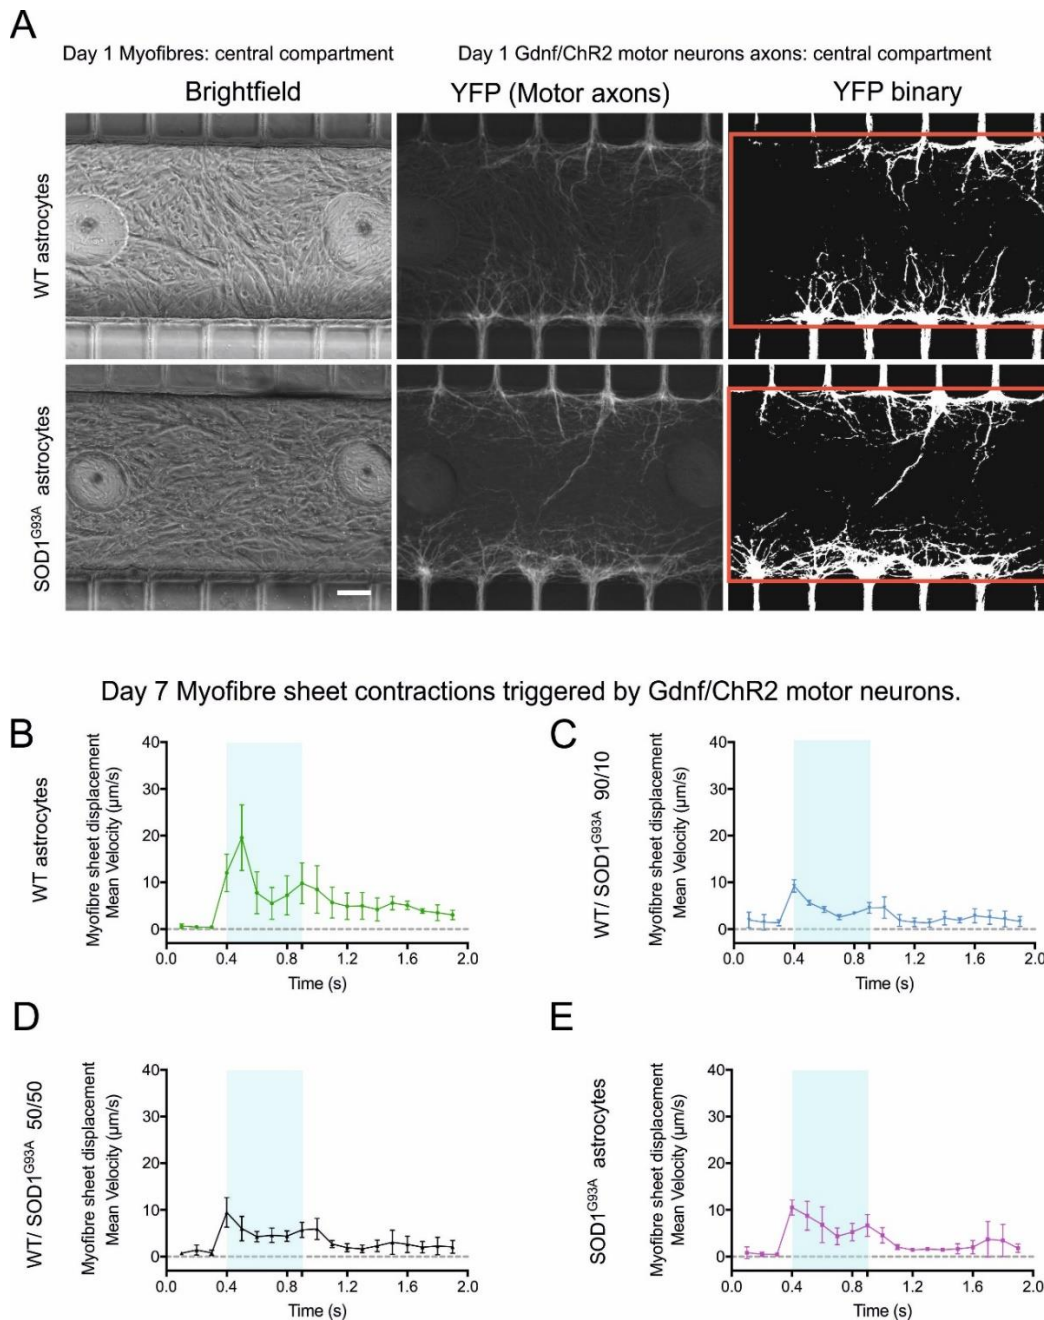 A
Day 1 Myofibres: central compartment
Day 1 Gdnf/ChR2 motor neurons axons: central compartment
Brightfield
YFP (Motor axons)
YFP binary
WT astrocytes
SOD1G93A astrocytes
Day 7 Myofibre sheet contractions triggered by Gdnf/ChR2 motor neurons.
B
WT astrocytes
Myofibre sheet displacement
Mean Velocity (μm/s)
40
30
20
10
0
0.0 0.4 0.8 1.2 1.6 2.0
Time (s)
C
WT/ SOD1G93A 90/10
Myofibre sheet displacement
Mean Velocity (μm/s)
40
30
20
10
0
0.0 0.4 0.8 1.2 1.6 2.0
Time (s)
D
WT/ SOD1G93A 50/50
Myofibre sheet displacement
Mean Velocity (μm/s)
40
30
20
10
0
0.0 0.4 0.8 1.2 1.6 2.0
Time (s)
E
SOD1G93A astrocytes
Myofibre sheet displacement
Mean Velocity (μm/s)
40
30
20
10
0
0.0 0.4 0.8 1.2 1.6 2.0
Time (s)